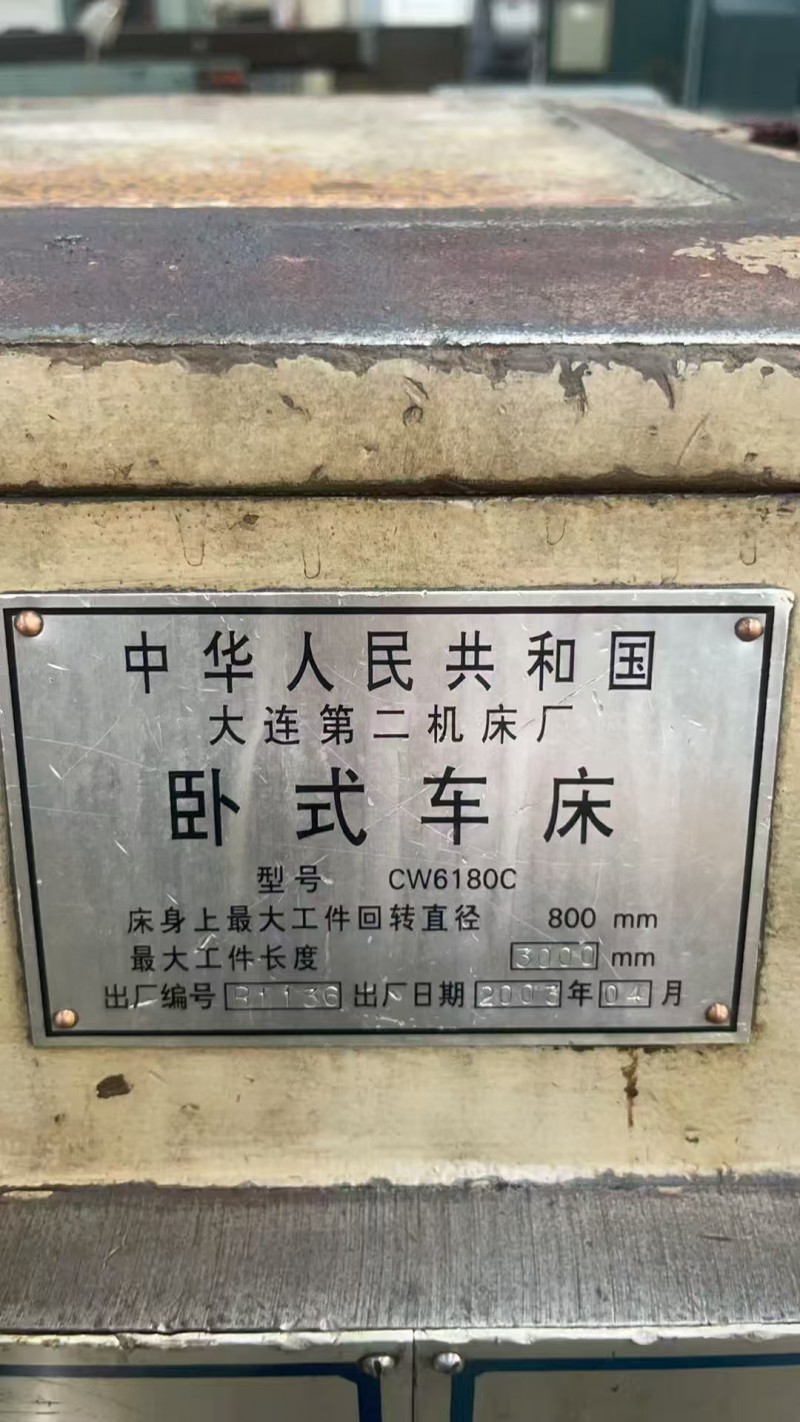 中华人民共和国
大连第二机床厂
卧式车床
型号 CW6180C
床身上最大工件回转直径 800 mm
最大工件长度 3000 mm
出厂编号 出厂日期 2003 年 04 月